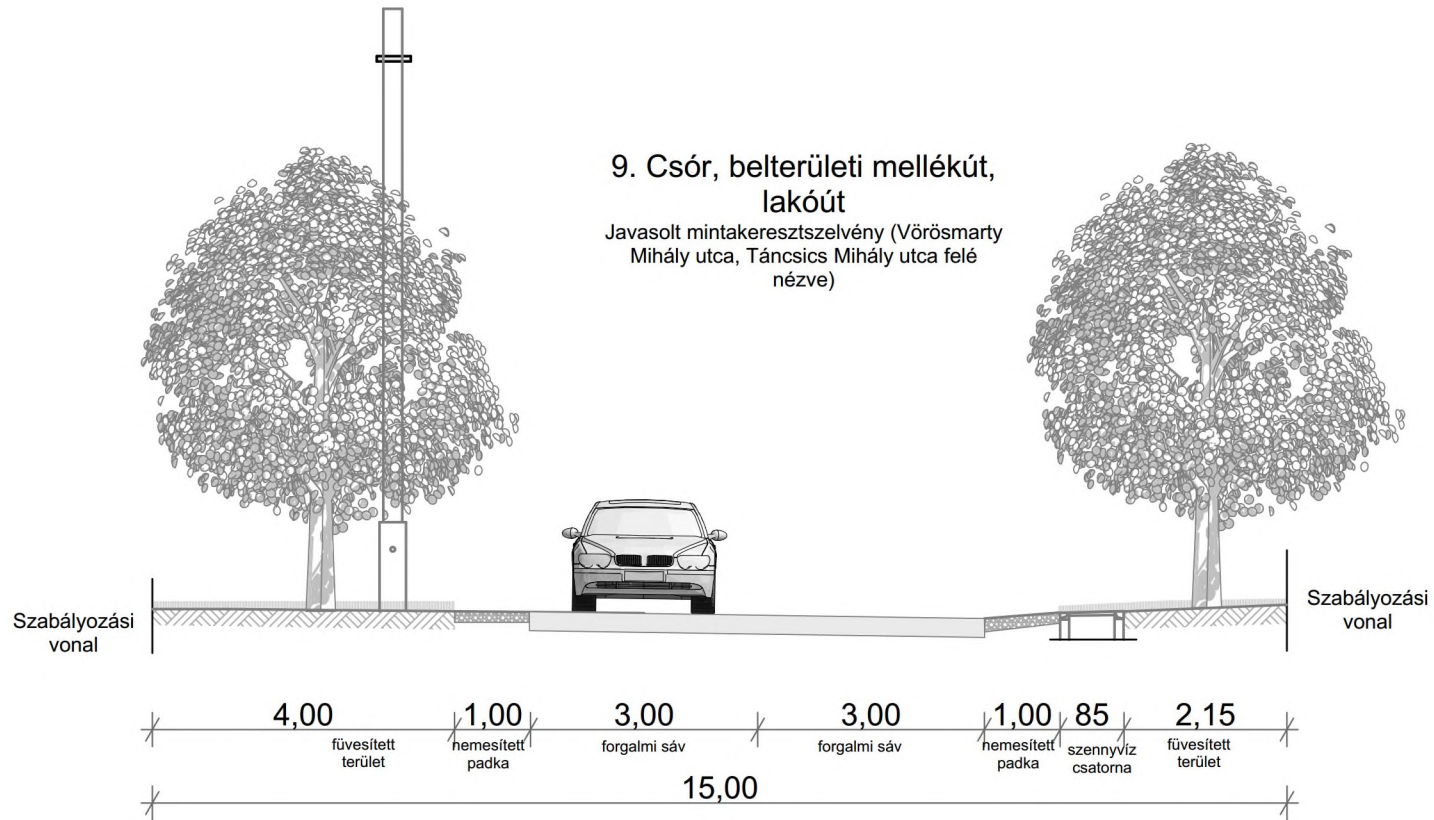 9. Csór, belterületi mellékút,
lakóút
Javasolt mintakeresztszelvény (Vörösmarty
Mihály utca, Táncsics Mihály utca felé
nézve)
Szabályozási
vonal
Szabályozási
vonal
4,00
1,00
3,00
3,00
1,00
85
2,15
füvesített
terület
nemesített
padka
forgalmi sáv
forgalmi sáv
nemesített
padka
szennyvíz
csatorna
füvesített
terület
15,00